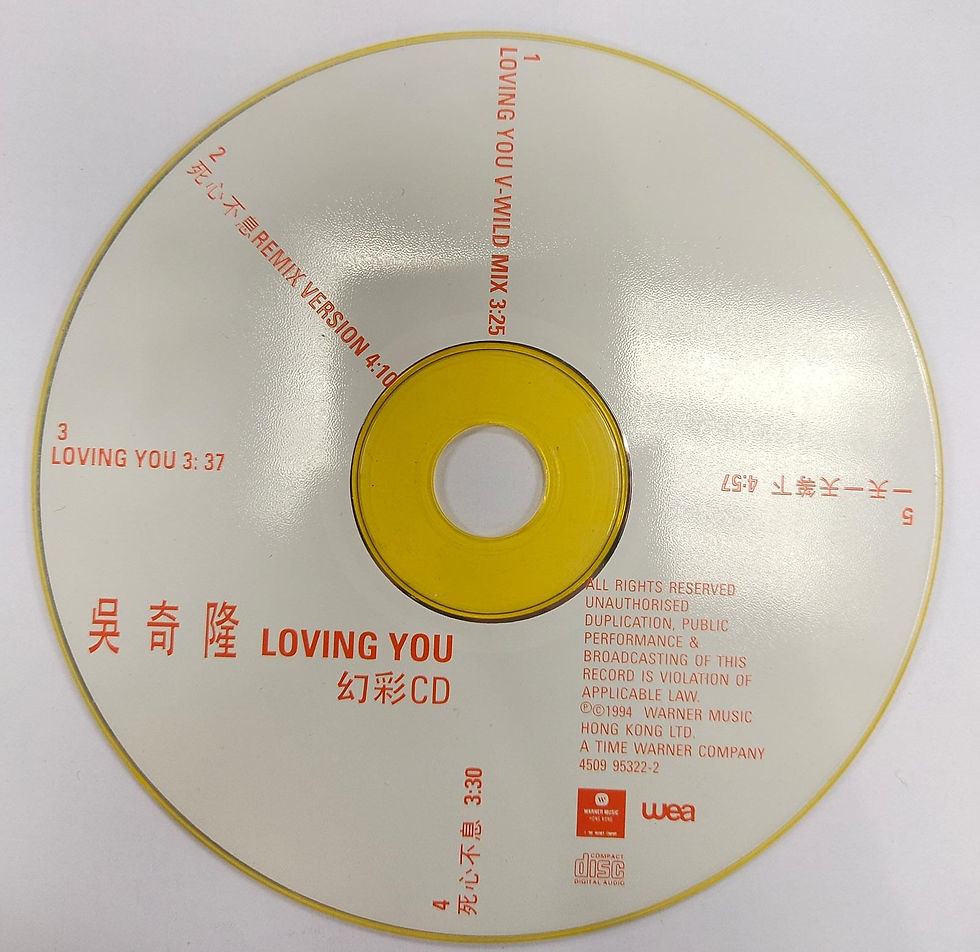 1
LOVING YOU V-WILD MIX 3:25
2
死心不息REMIX VERSION 4:10
3
LOVING YOU 3: 37
4
死心不息 3:30
5
一天一天等下 4:57
吳奇隆 LOVING YOU
幻彩CD
ALL RIGHTS RESERVED
UNAUTHORISED
DUPLICATION, PUBLIC
PERFORMANCE &
BROADCASTING OF THIS
RECORD IS VIOLATION OF
APPLICABLE LAW.
℗©1994 WARNER MUSIC
HONG KONG LTD.
A TIME WARNER COMPANY
4509 95322-2
WARNER MUSIC
HONG KONG
wea
COMPACT
disc
DIGITAL AUDIO